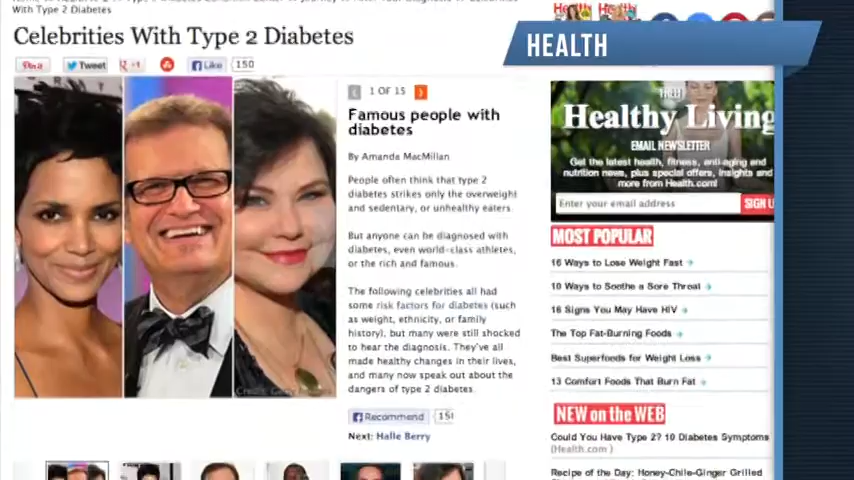 With Type 2 Diabetes
Celebrities With Type 2 Diabetes
Pin it
Tweet
+1
Like
150
HEALTH
1 OF 15
Famous people with
diabetes
By Amanda MacMillan
People often think that type 2
diabetes strikes only the overweight
and sedentary, or unhealthy eaters.
But anyone can be diagnosed with
diabetes, even world-class athletes,
or the rich and famous.
The following celebrities all had
some risk factors for diabetes (such
as weight, ethnicity, or family
history), but many were still shocked
to hear the diagnosis. They've all
made healthy changes in their lives,
and many now speak out about the
dangers of type 2 diabetes.
Recommend
151
Next: Halle Berry
Healthy Living
EMAIL NEWSLETTER
Get the latest health, fitness, anti-aging and
nutrition news, plus special offers, insights and
more from Health.com!
Enter your email address
SIGN U
MOST POPULAR
16 Ways to Lose Weight Fast
10 Ways to Soothe a Sore Throat
16 Signs You May Have HIV
The Top Fat-Burning Foods
Best Superfoods for Weight Loss
13 Comfort Foods That Burn Fat
NEW on the WEB
Could You Have Type 2? 10 Diabetes Symptoms
(Health.com )
Recipe of the Day: Honey-Chile-Ginger Grilled